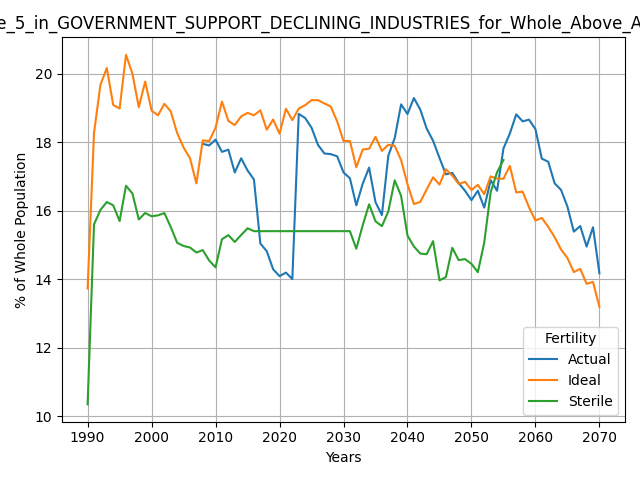 e_5_in_GOVERNMENT_SUPPORT_DECLINING_INDUSTRIES_for_Whole_Above_A
20
18
16
14
12
10
% of Whole Population
1990 2000 2010 2020 2030 2040 2050 2060 2070
Years
Fertility
Actual
Ideal
Sterile